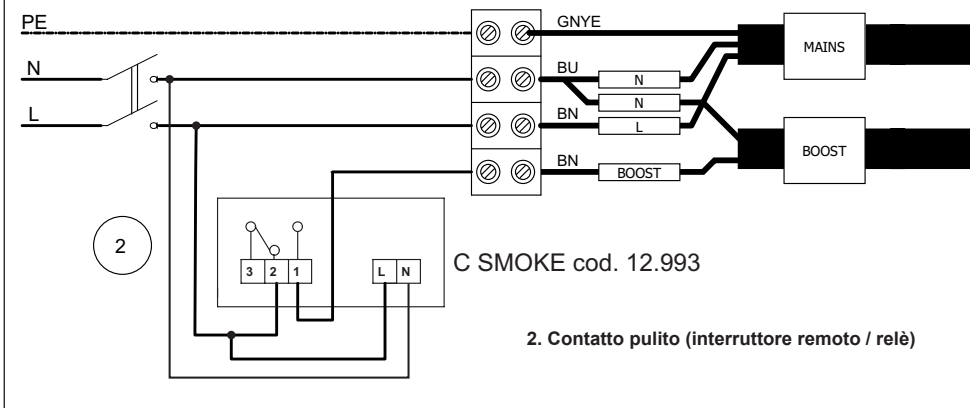 PE
GNYE
MAINS
N
BU
N
N
L
BN
L
BOOST
BN
BOOST
2
3 2 1
L N
C SMOKE cod. 12.993
2. Contatto pulito (interruttore remoto / relè)